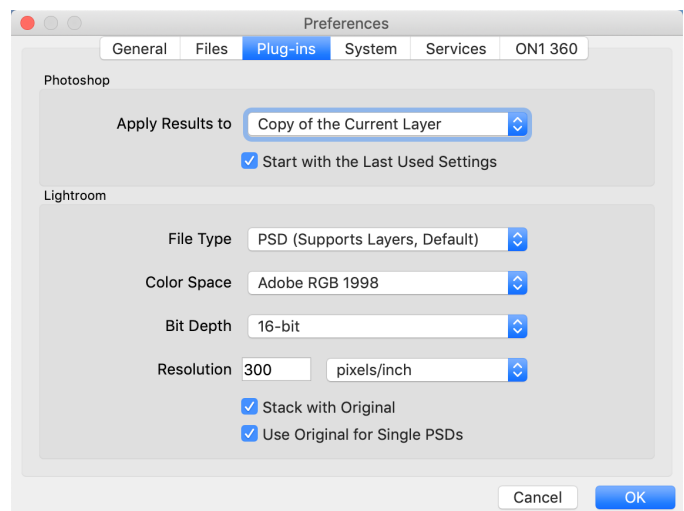 Preferences
General Files Plug-ins System Services ON1 360
Photoshop
Apply Results to Copy of the Current Layer
Start with the Last Used Settings
Lightroom
File Type PSD (Supports Layers, Default)
Color Space Adobe RGB 1998
Bit Depth 16-bit
Resolution 300 pixels/inch
Stack with Original
Use Original for Single PSDs
Cancel OK